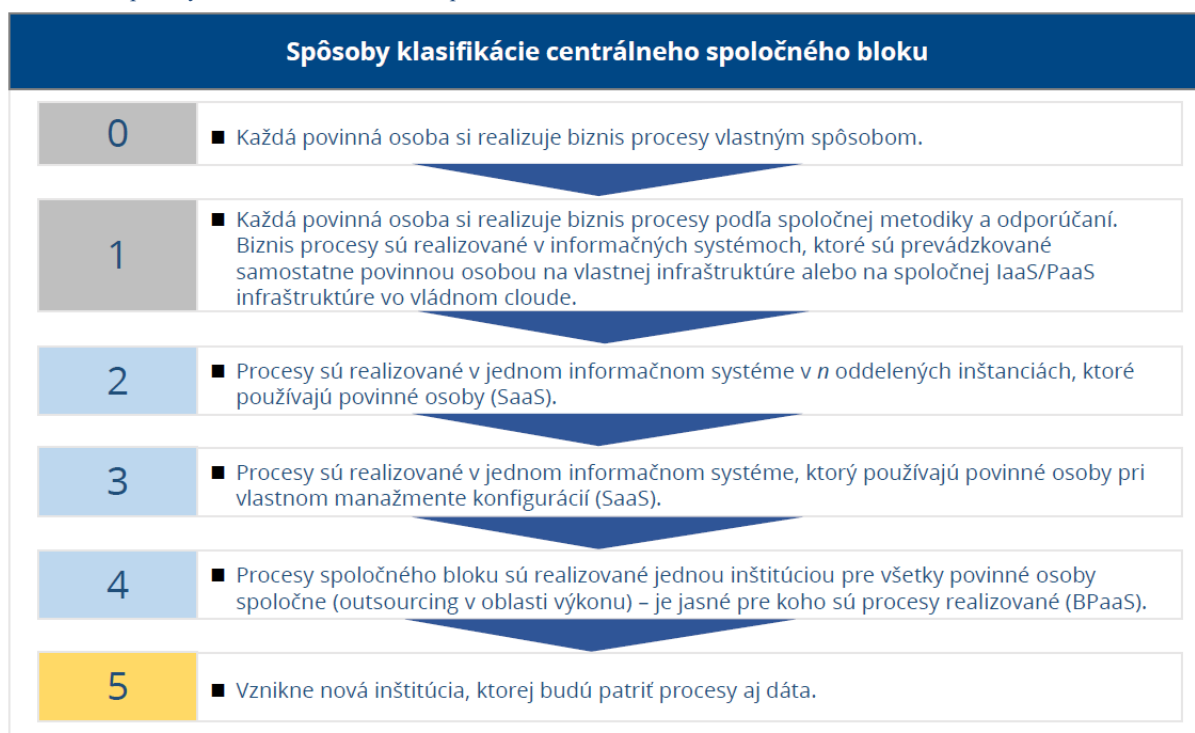 Spôsoby klasifikácie centrálneho spoločného bloku
0
■ Každá povinná osoba si realizuje biznis procesy vlastným spôsobom.
1
■ Každá povinná osoba si realizuje biznis procesy podľa spoločnej metodiky a odporúčaní.
Biznis procesy sú realizované v informačných systémoch, ktoré sú prevádzkované
samostatne povinnou osobou na vlastnej infraštruktúre alebo na spoločnej IaaS/PaaS
infraštruktúre vo vládnom cloude.
2
■ Procesy sú realizované v jednom informačnom systéme v n oddelených inštanciách, ktoré
používajú povinné osoby (SaaS).
3
■ Procesy sú realizované v jednom informačnom systéme, ktorý používajú povinné osoby pri
vlastnom manažmente konfigurácií (SaaS).
4
■ Procesy spoločného bloku sú realizované jednou inštitúciou pre všetky povinné osoby
spoločne (outsourcing v oblasti výkonu) – je jasné pre koho sú procesy realizované (BPaaS).
5
■ Vznikne nová inštitúcia, ktorej budú patriť procesy aj dáta.